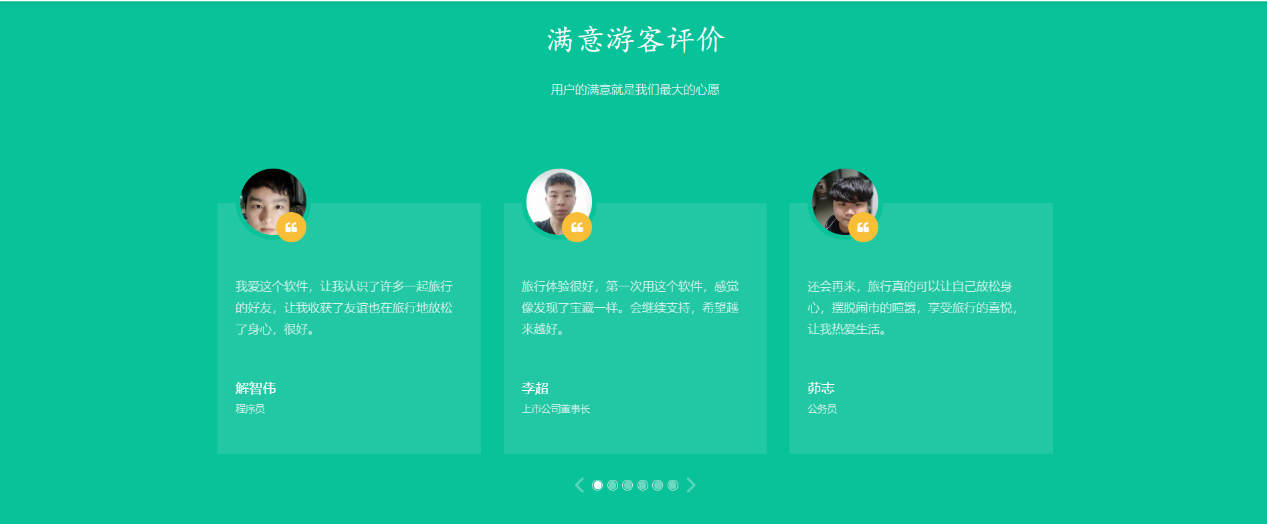 满意游客评价
用户的满意就是我们最大的心愿
我爱这个软件，让我认识了许多一起旅行
的好友，让我收获了友谊也在旅行地放松
了身心，很好。
解智伟
程序员
旅行体验很好，第一次用这个软件，感觉
像发现了宝藏一样。会继续支持，希望越
来越好。
李超
上市公司董事长
还会再来，旅行真的可以让自己放松身
心，摆脱闹市的喧嚣，享受旅行的喜悦，
让我热爱生活。
茆志
公务员